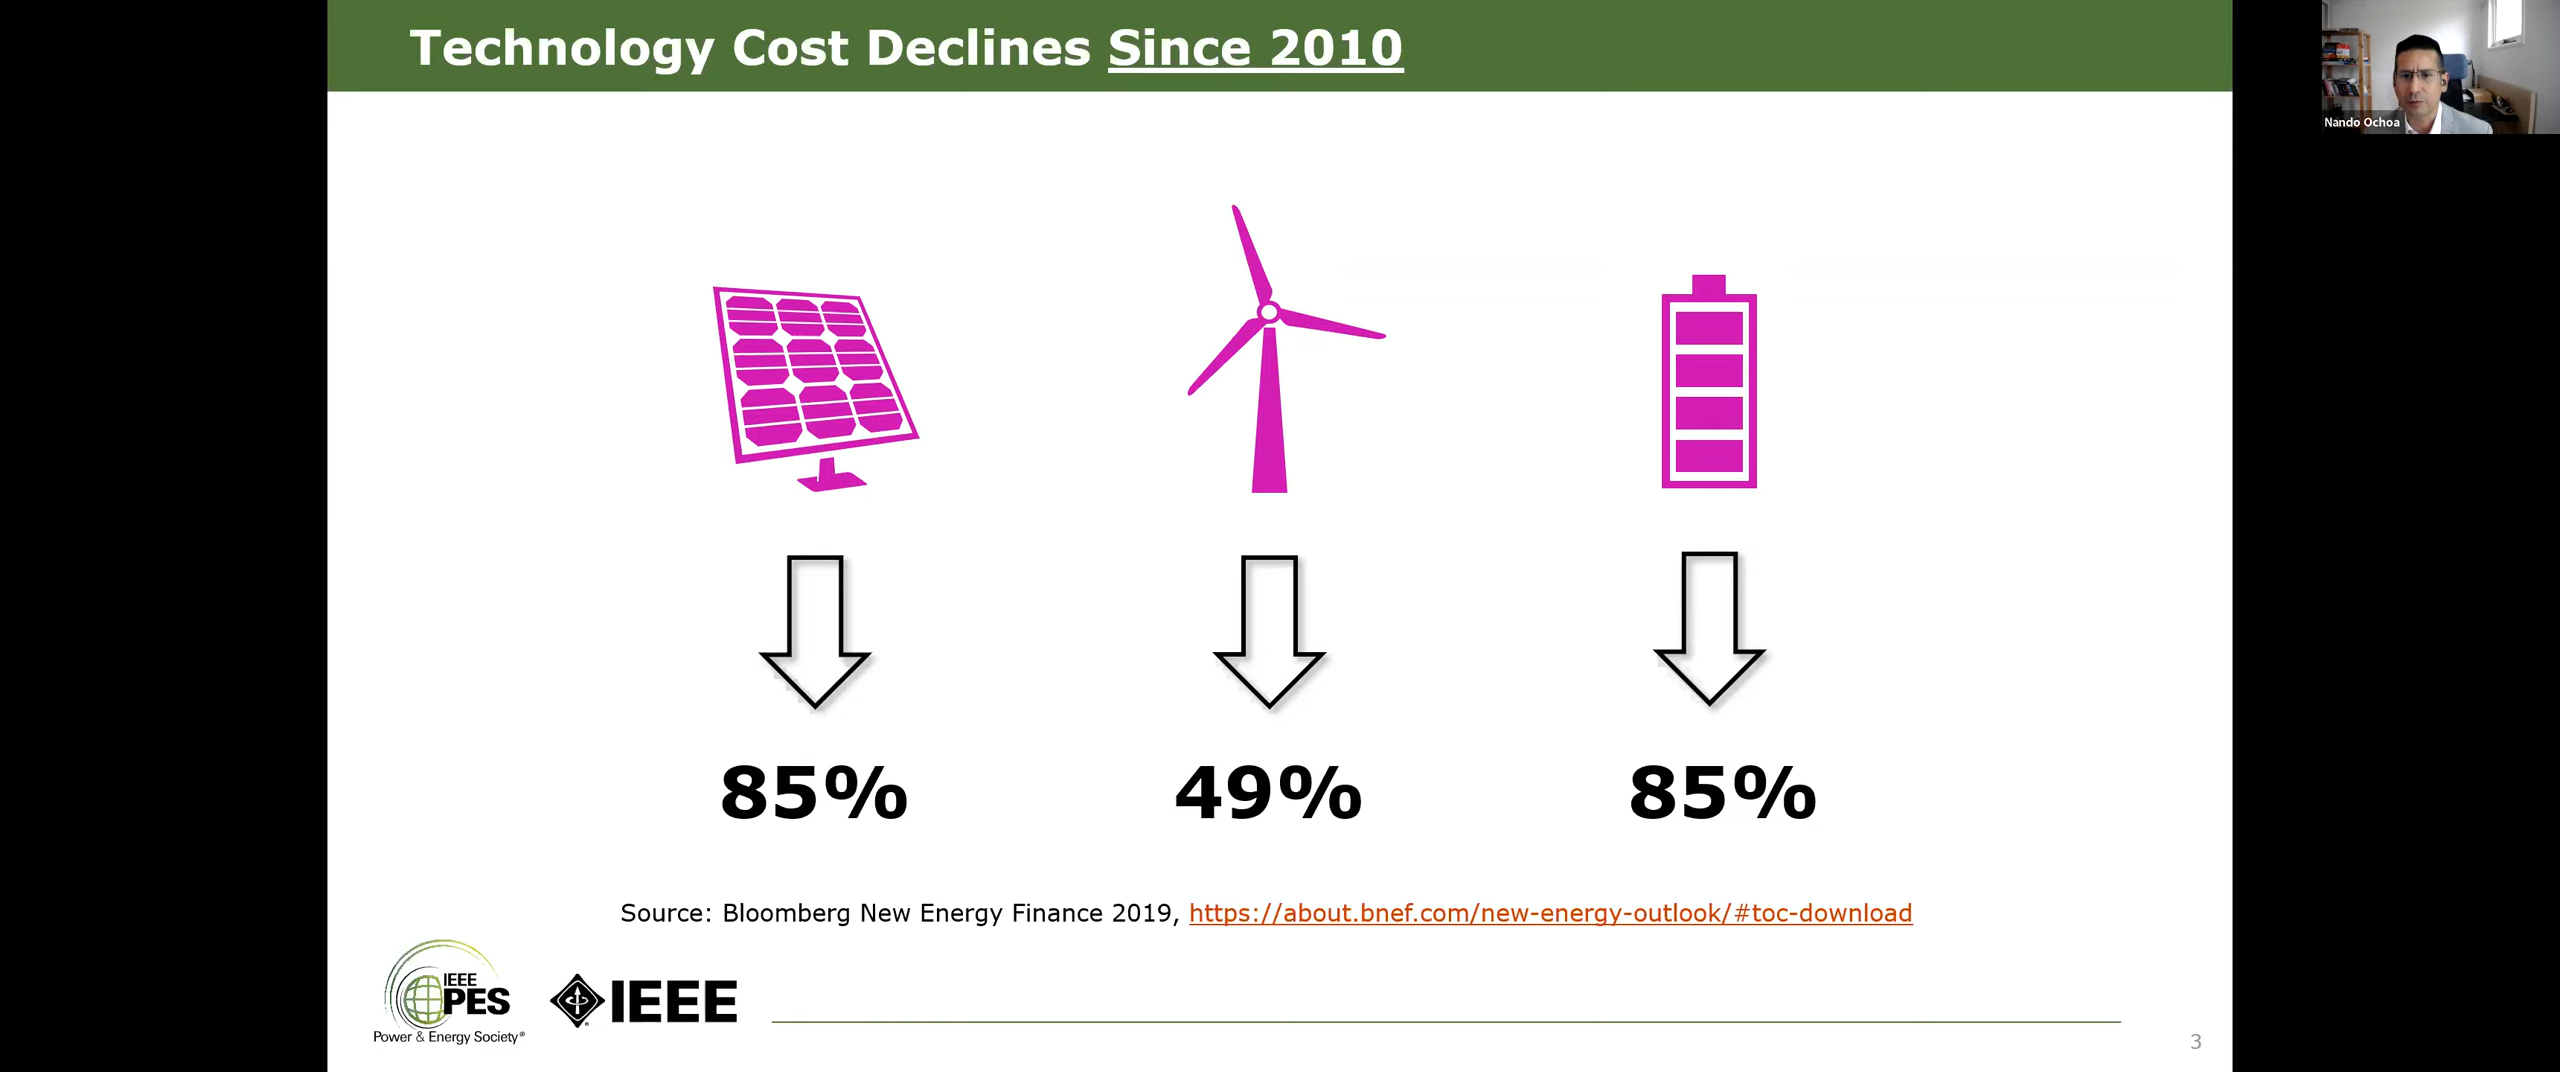 Technology Cost Declines Since 2010
Nando Ochoa
85%
49%
85%
Source: Bloomberg New Energy Finance 2019, https://about.bnef.com/new-energy-outlook/#toc-download
IEEE
PES
Power & Energy Society®
IEEE
3